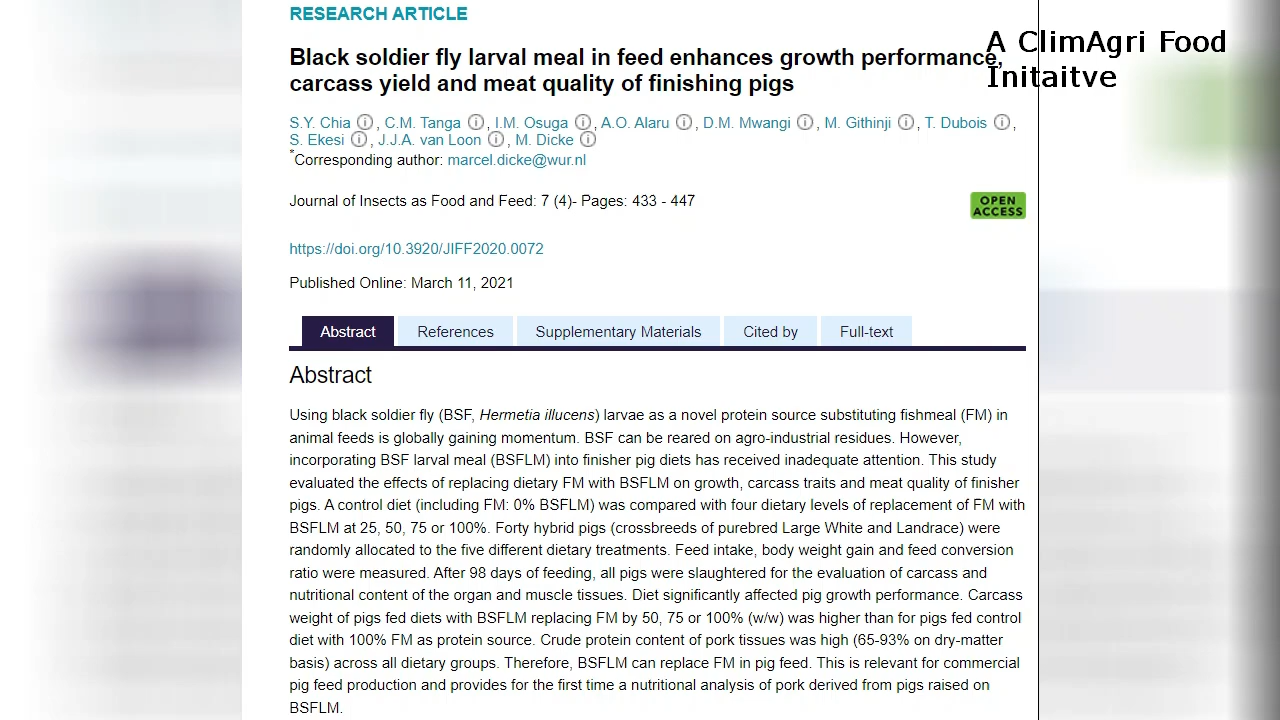 RESEARCH ARTICLE
A ClimAgri Food
Initaitve
Black soldier fly larval meal in feed enhances growth performance,
carcass yield and meat quality of finishing pigs
S.Y. Chia i , C.M. Tanga i , I.M. Osuga i , A.O. Alaru i , D.M. Mwangi i , M. Githinji i , T. Dubois i ,
S. Ekesi i , J.J.A. van Loon i , M. Dicke i
*Corresponding author: marcel.dicke@wur.nl
Journal of Insects as Food and Feed: 7 (4)- Pages: 433 - 447
OPEN
ACCESS
https://doi.org/10.3920/JIFF2020.0072
Published Online: March 11, 2021
Abstract References Supplementary Materials Cited by Full-text
Abstract
Using black soldier fly (BSF, Hermetia illucens) larvae as a novel protein source substituting fishmeal (FM) in
animal feeds is globally gaining momentum. BSF can be reared on agro-industrial residues. However,
incorporating BSF larval meal (BSFLM) into finisher pig diets has received inadequate attention. This study
evaluated the effects of replacing dietary FM with BSFLM on growth, carcass traits and meat quality of finisher
pigs. A control diet (including FM: 0% BSFLM) was compared with four dietary levels of replacement of FM with
BSFLM at 25, 50, 75 or 100%. Forty hybrid pigs (crossbreeds of purebred Large White and Landrace) were
randomly allocated to the five different dietary treatments. Feed intake, body weight gain and feed conversion
ratio were measured. After 98 days of feeding, all pigs were slaughtered for the evaluation of carcass and
nutritional content of the organ and muscle tissues. Diet significantly affected pig growth performance. Carcass
weight of pigs fed diets with BSFLM replacing FM by 50, 75 or 100% (w/w) was higher than for pigs fed control
diet with 100% FM as protein source. Crude protein content of pork tissues was high (65-93% on dry-matter
basis) across all dietary groups. Therefore, BSFLM can replace FM in pig feed. This is relevant for commercial
pig feed production and provides for the first time a nutritional analysis of pork derived from pigs raised on
BSFLM.